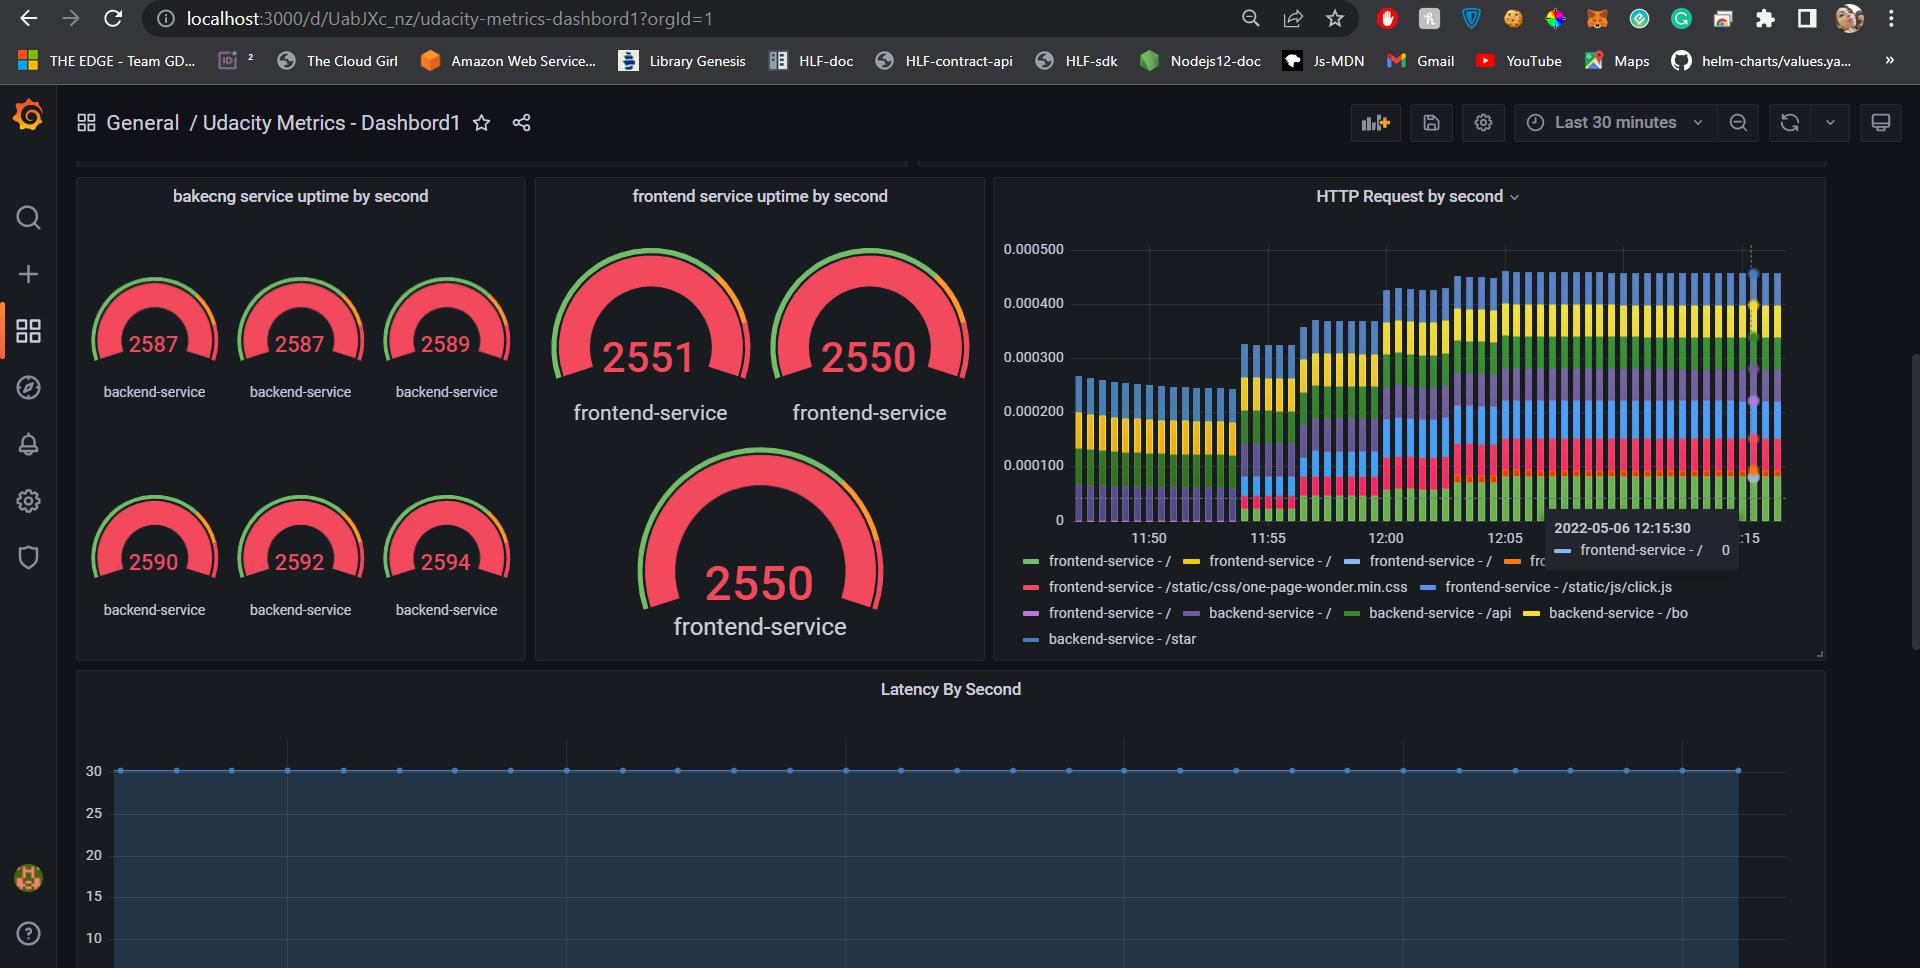 localhost:3000/d/UabJXc_nz/udacity-metrics-dashbord1?orgId=1
THE EDGE - Team GD... 2 The Cloud Girl Amazon Web Service... Library Genesis HLF-doc HLF-contract-api HLF-sdk Nodejs12-doc Js-MDN Gmail YouTube Maps helm-charts/values.ya... »
General / Udacity Metrics - Dashbord1
Last 30 minutes
bakecng service uptime by second
2587 2587 2589
backend-service backend-service backend-service
2590 2592 2594
backend-service backend-service backend-service
frontend service uptime by second
2551 2550
frontend-service frontend-service
2550
frontend-service
HTTP Request by second
0.000500
0.000400
0.000300
0.000200
0.000100
0
11:50 11:55 12:00 12:05 :15
2022-05-06 12:15:30
frontend-service - / 0
frontend-service - / frontend-service - / frontend-service - / frc
frontend-service - /static/css/one-page-wonder.min.css frontend-service - /static/js/click.js
frontend-service - / backend-service - / backend-service - /api backend-service - /bo
backend-service - /star
Latency By Second
30
25
20
15
10